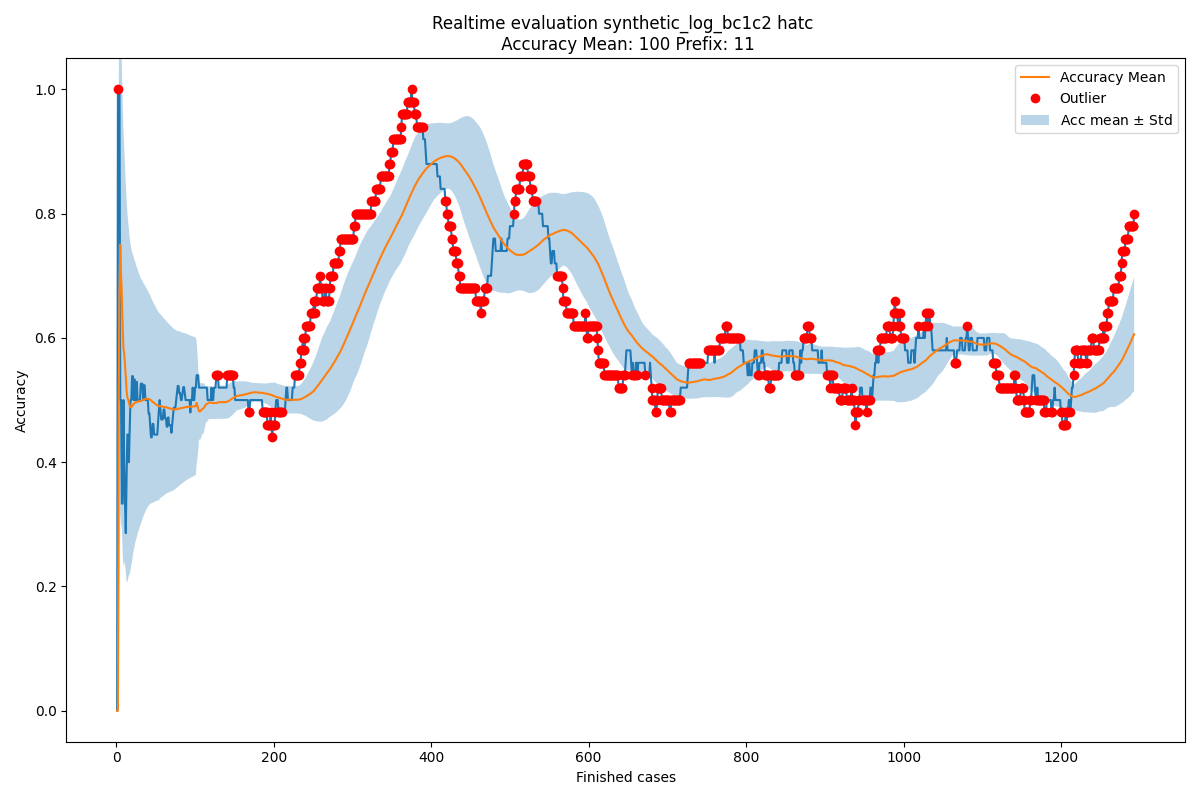 Realtime evaluation synthetic_log_bc1c2 hatc
Accuracy Mean: 100 Prefix: 11
Accuracy Mean
Outlier
Acc mean ± Std
Accuracy
1.0
0.8
0.6
0.4
0.2
0.0
0
200
400
600
800
1000
1200
Finished cases